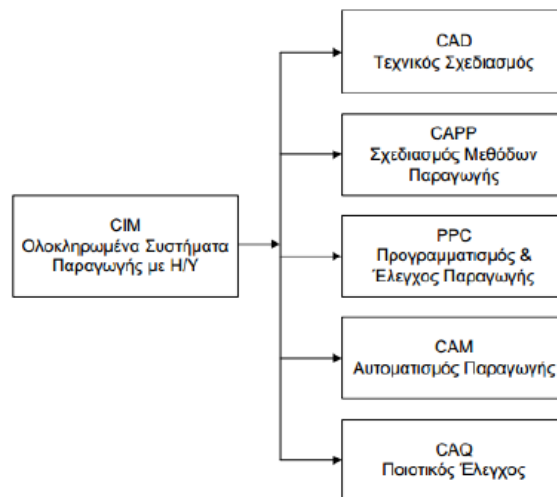 CAD
Τεχνικός Σχεδιασμός
CAPP
Σχεδιασμός Μεθόδων
Παραγωγής
CIM
Ολοκληρωμένα Συστήματα
Παραγωγής με Η/Υ
PPC
Προγραμματισμός &
Έλεγχος Παραγωγής
CAM
Αυτοματισμός Παραγωγής
CAQ
Ποιοτικός Έλεγχος